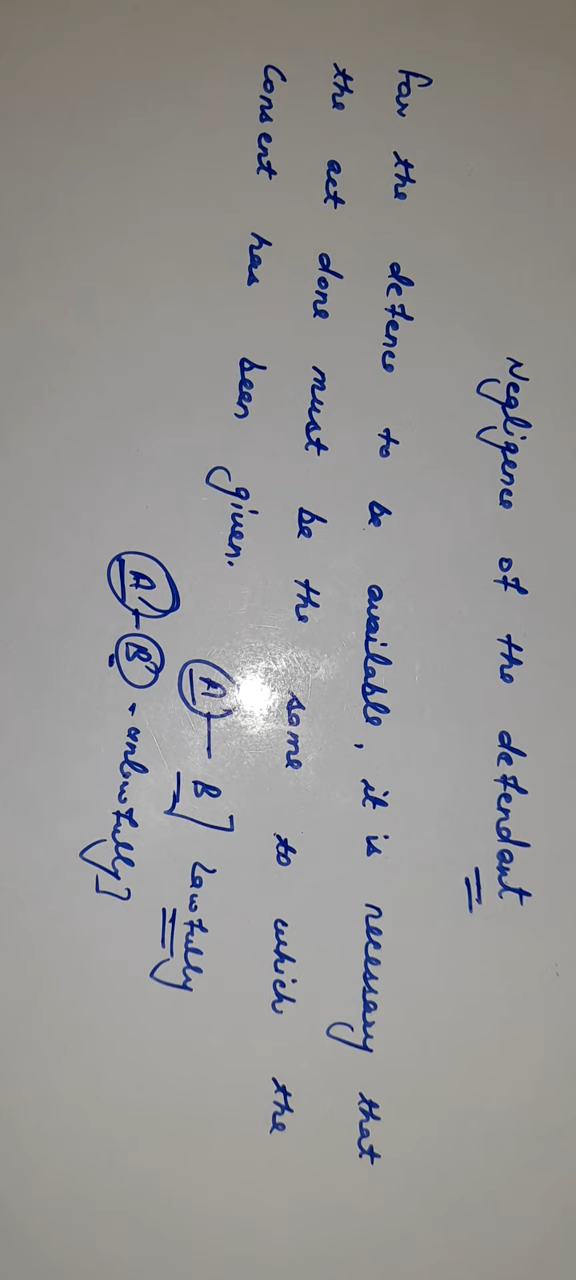 Negligence of the defendant
For the defence to be available, it is necessary that
the act done must be the same to which the
Consent has been given.
A - B ] Lawfully
A - B - unlawfully ]